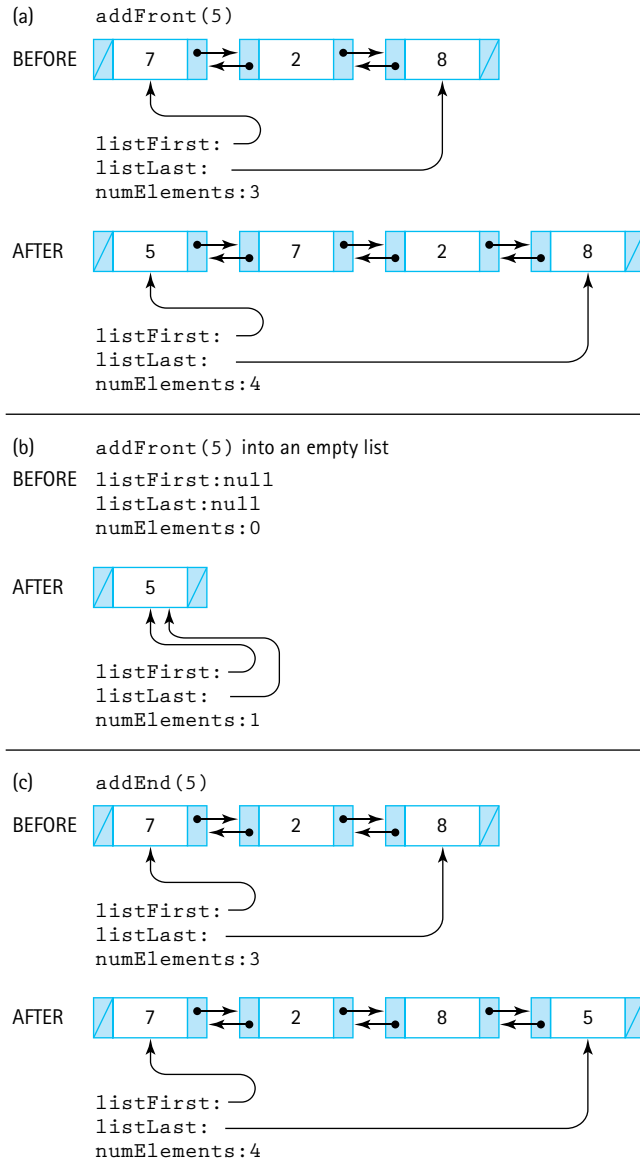 (a) addFront(5)
BEFORE 7 2 8
listFirst:
listLast:
numElements:3
AFTER 5 7 2 8
listFirst:
listLast:
numElements:4
(b) addFront(5) into an empty list
BEFORE listFirst:null
listLast:null
numElements:0
AFTER 5
listFirst:
listLast:
numElements:1
(c) addEnd(5)
BEFORE 7 2 8
listFirst:
listLast:
numElements:3
AFTER 7 2 8 5
listFirst:
listLast:
numElements:4